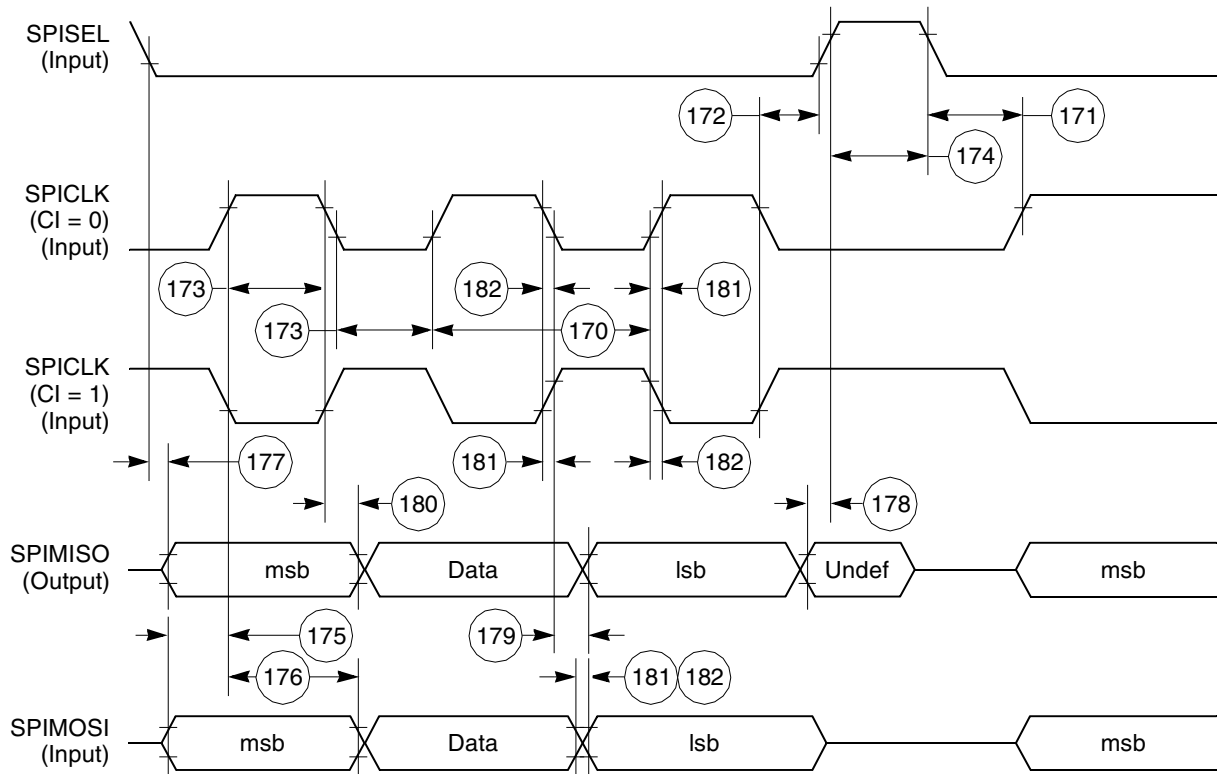 SPISEL
(Input)
172
171
174
SPICLK
(CI = 0)
(Input)
173
182
181
173
170
SPICLK
(CI = 1)
(Input)
177
181
182
180
178
SPIMISO
(Output)
msb
Data
lsb
Undef
msb
175
179
176
181
182
SPIMOSI
(Input)
msb
Data
lsb
msb